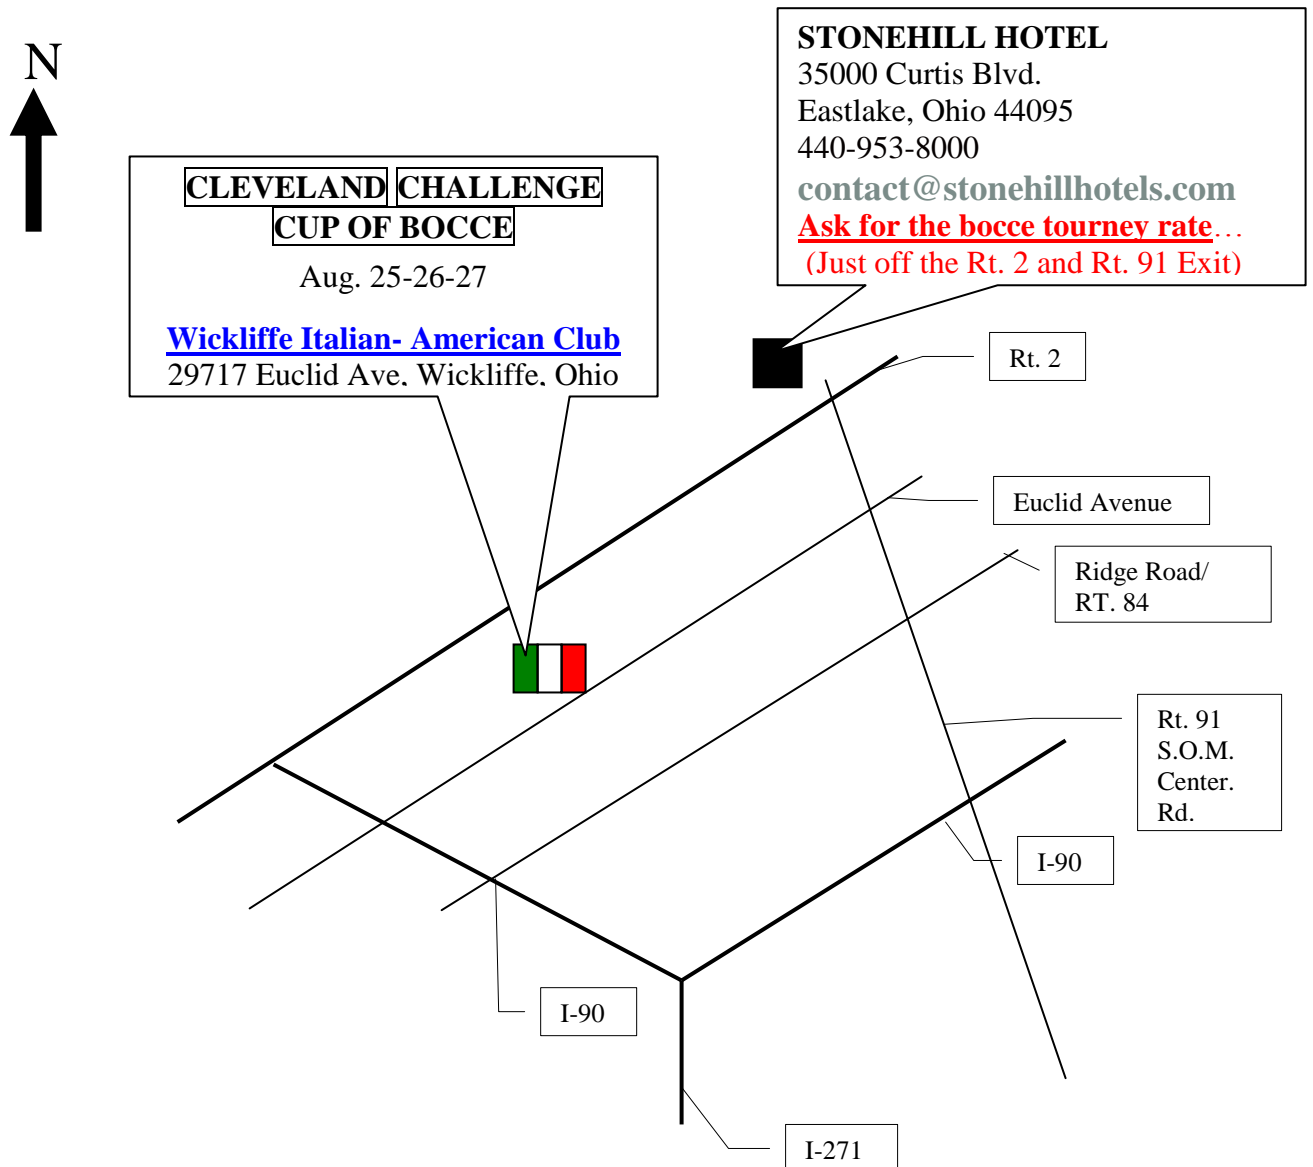 N
STONEHILL HOTEL
35000 Curtis Blvd.
Eastlake, Ohio 44095
440-953-8000
contact@stonehillhotels.com
Ask for the bocce tourney rate…
(Just off the Rt. 2 and Rt. 91 Exit)
CLEVELAND CHALLENGE
CUP OF BOCCE
Aug. 25-26-27
Wickliffe Italian- American Club
29717 Euclid Ave, Wickliffe, Ohio
Rt. 2
Euclid Avenue
Ridge Road/
RT. 84
Rt. 91
S.O.M.
Center.
Rd.
I-90
I-90
I-271